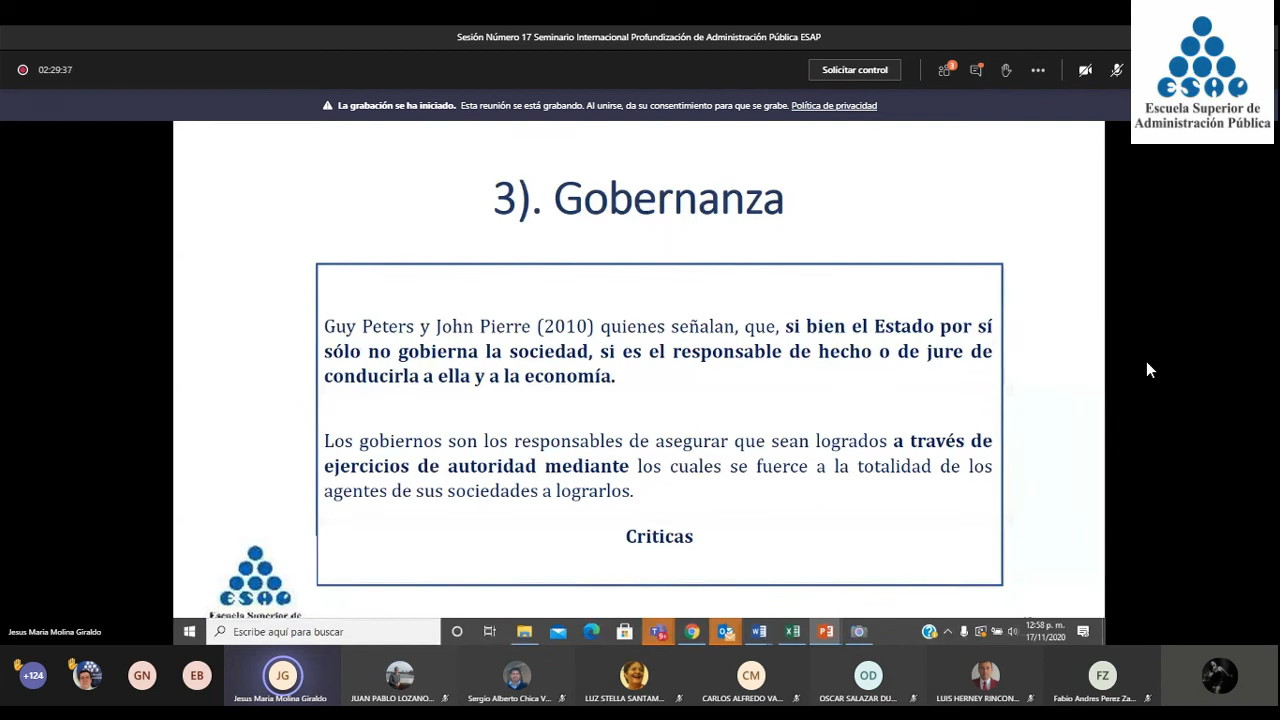 Sesión Número 17 Seminario Internacional Profundización de Administración Pública ESAP
02:29:37
Solicitar control
3
La grabación se ha iniciado. Esta reunión se está grabando. Al unirse, da su consentimiento para que se grabe. Política de privacidad
ESAP
Escuela Superior de
Administración Pública
3). Gobernanza
Guy Peters y John Pierre (2010) quienes señalan, que, si bien el Estado por sí
sólo no gobierna la sociedad, si es el responsable de hecho o de jure de
conducirla a ella y a la economía.
Los gobiernos son los responsables de asegurar que sean logrados a través de
ejercicios de autoridad mediante los cuales se fuerce a la totalidad de los
agentes de sus sociedades a lograrlos.
Criticas
ESAP
Escuela Superior de
Jesus Maria Molina Giraldo
Escribe aquí para buscar
12:58 p. m.
17/11/2020
+124
GN
EB
JG
CM
OD
FZ
Jesus Maria Molina Giraldo
JUAN PABLO LOZANO...
Sergio Alberto Chica V...
LUZ STELLA SANTAM...
CARLOS ALFREDO VA...
OSCAR SALAZAR DU...
LUIS HERNEY RINCON...
Fabio Andres Perez Za...